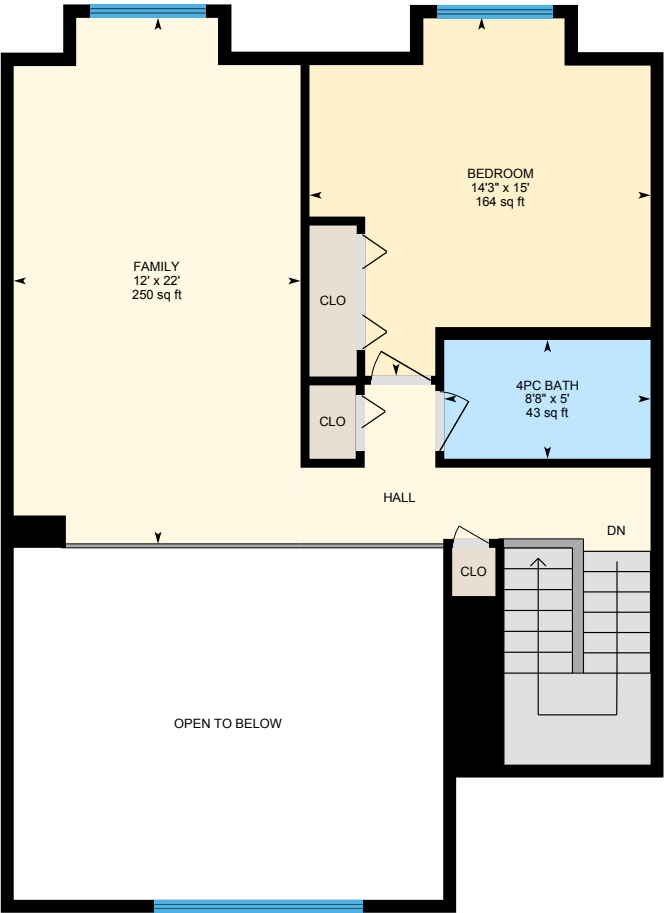 BEDROOM
14'3" x 15'
164 sq ft
FAMILY
12' x 22'
250 sq ft
CLO
4PC BATH
8'8" x 5'
43 sq ft
CLO
HALL
DN
CLO
OPEN TO BELOW